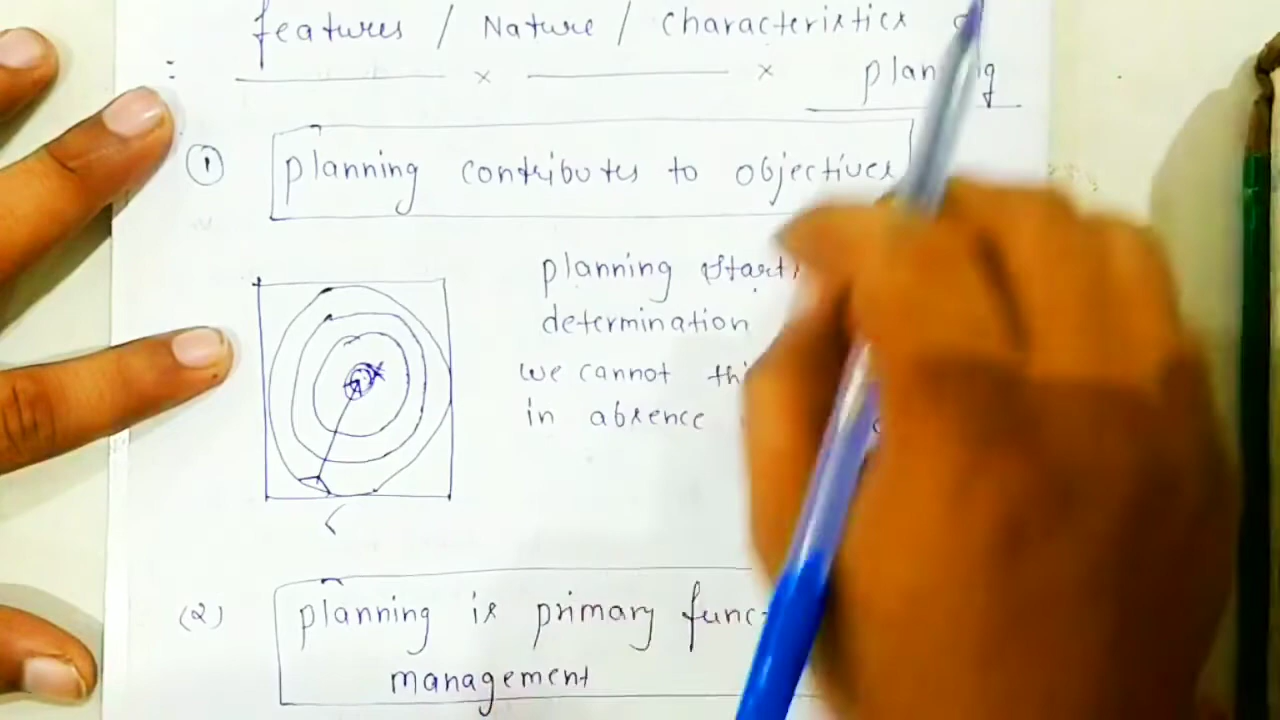 features / Nature / Characteristics
planning
① planning contributes to objectives
planning starts
determination
we cannot
in absence
(2) planning is primary
management